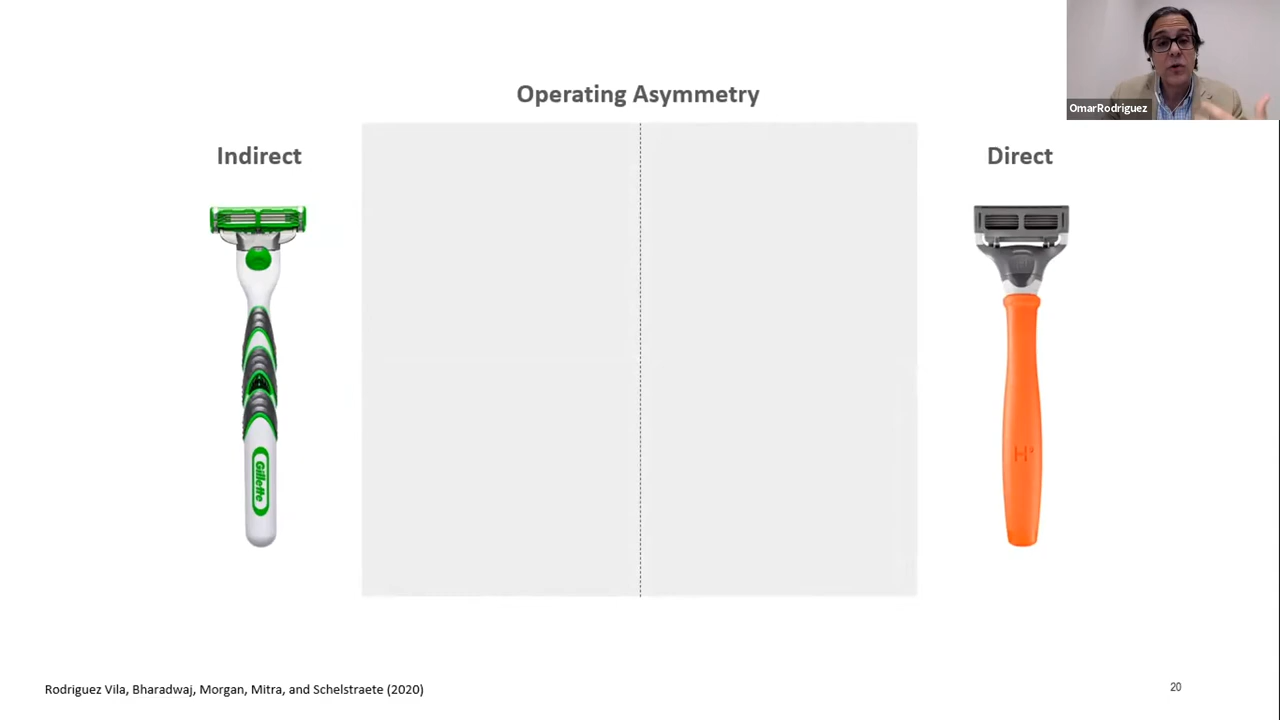 OmarRodriguez
Operating Asymmetry
Indirect
Direct
Gillette
H'
Rodriguez Vila, Bharadwaj, Morgan, Mitra, and Schelstraete (2020)
20